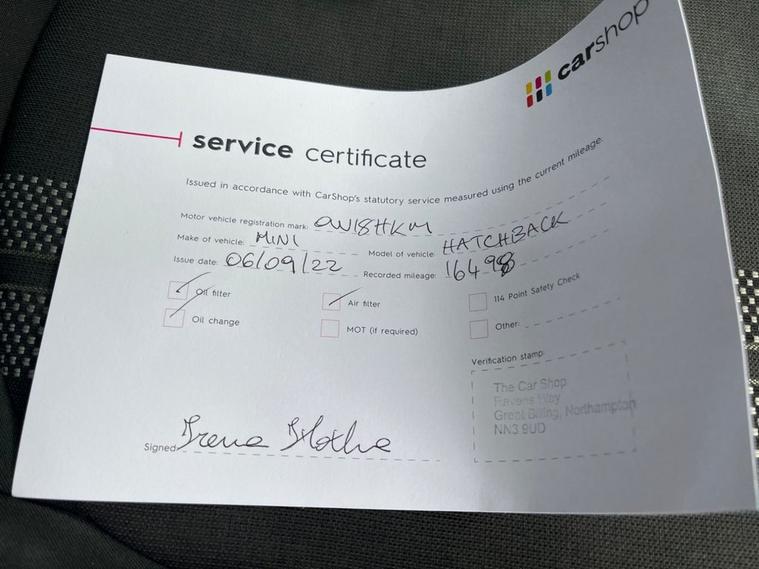 carshop
service certificate
Issued in accordance with CarShop's statutory service measured using the current mileage.
Motor vehicle registration mark: OW18HKM
Make of vehicle: MINI Model of vehicle: HATCHBACK
Issue date: 06/09/22 Recorded mileage: 16498
Oil filter Air filter 114 Point Safety Check
Oil change MOT (if required) Other:
Verification stamp
The Car Shop
Ravens Way
Great Billing, Northampton
NN3 9UD
Signed: